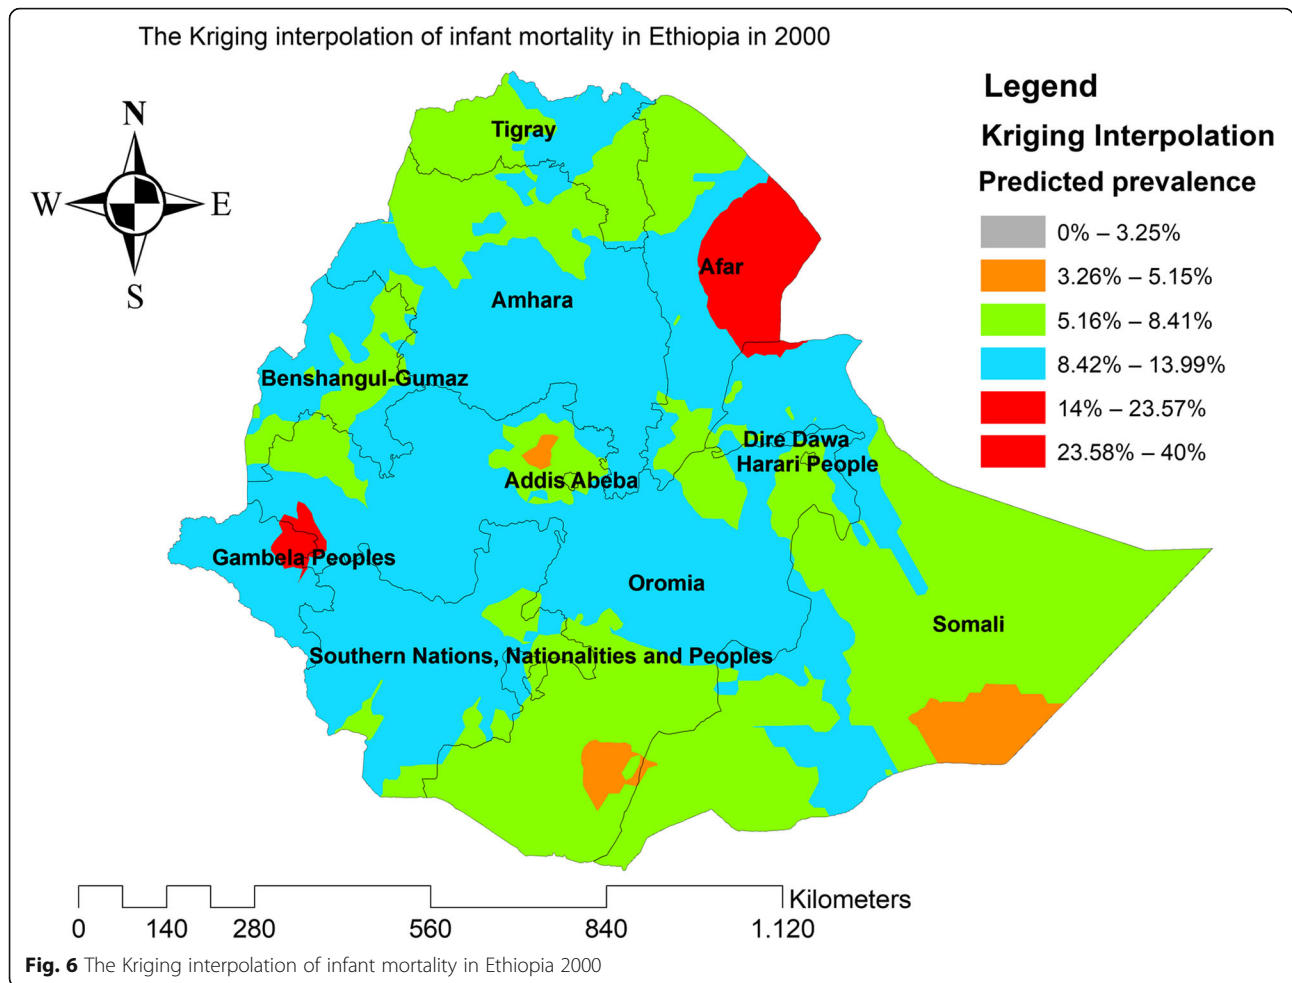 The Kriging interpolation of infant mortality in Ethiopia in 2000
N
W
E
S
Legend
Kriging Interpolation
Predicted prevalence
0% – 3.25%
3.26% – 5.15%
5.16% – 8.41%
8.42% – 13.99%
14% – 23.57%
23.58% – 40%
Tigray
Afar
Amhara
Benshangul-Gumaz
Dire Dawa
Harari People
Addis Abeba
Gambela Peoples
Oromia
Somali
Southern Nations, Nationalities and Peoples
Kilometers
0 140 280 560 840 1.120
Fig. 6 The Kriging interpolation of infant mortality in Ethiopia 2000